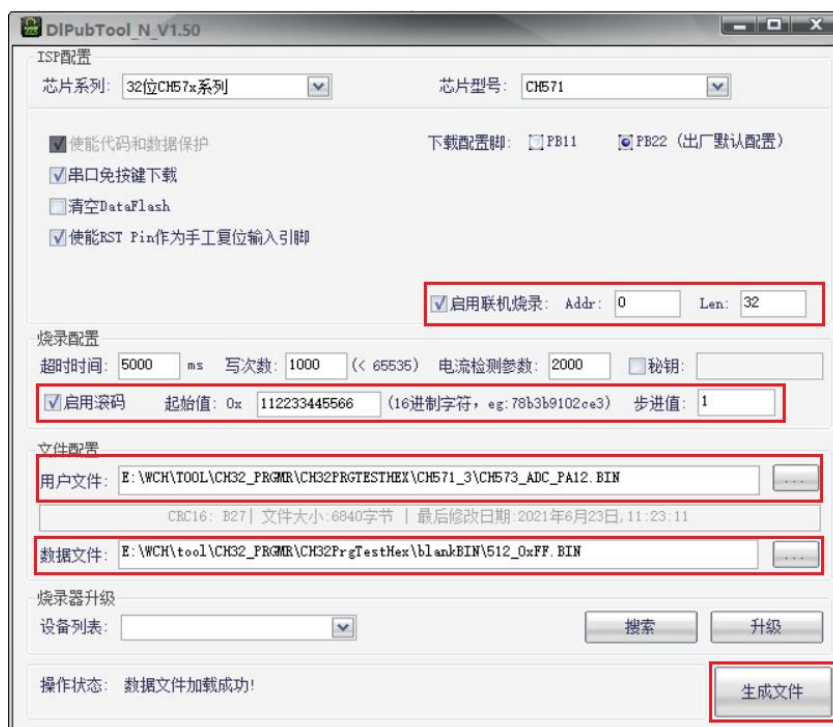 DlPubTool_N_V1.50
ISP配置
芯片系列: 32位CH57x系列 芯片型号: CH571
使能代码和数据保护 下载配置脚: PB11 PB22 (出厂默认配置)
串口免按键下载
清空DataFlash
使能RST Pin作为手工复位输入引脚
启用联机烧录: Addr: 0 Len: 32
烧录配置
超时时间: 5000 ms 写次数: 1000 (< 65535) 电流检测参数: 2000 秘钥:
启用滚码 起始值: 0x 112233445566 (16进制字符, eg:78b3b9102ce3) 步进值: 1
文件配置
用户文件: E:\WCH\TOOL\CH32_PRGMR\CH32PRGTESTHEX\CH571_3\CH573_ADC_PA12.BIN ...
CRC16: B27| 文件大小:6840字节 | 最后修改日期:2021年6月23日,11:23:11
数据文件: E:\WCH\tool\CH32_PRGMR\CH32PrgTestHex\blankBIN\512_0xFF.BIN ...
烧录器升级
设备列表: 搜索 升级
操作状态: 数据文件加载成功! 生成文件